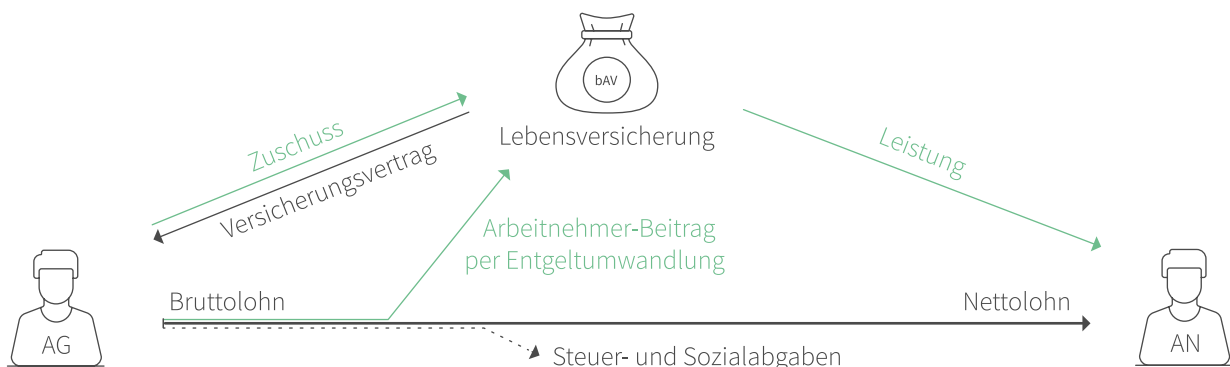 bAV
Lebensversicherung
Zuschuss
Versicherungsvertrag
Leistung
Arbeitnehmer-Beitrag
per Entgeltumwandlung
Bruttolohn
Nettolohn
AG
AN
Steuer- und Sozialabgaben